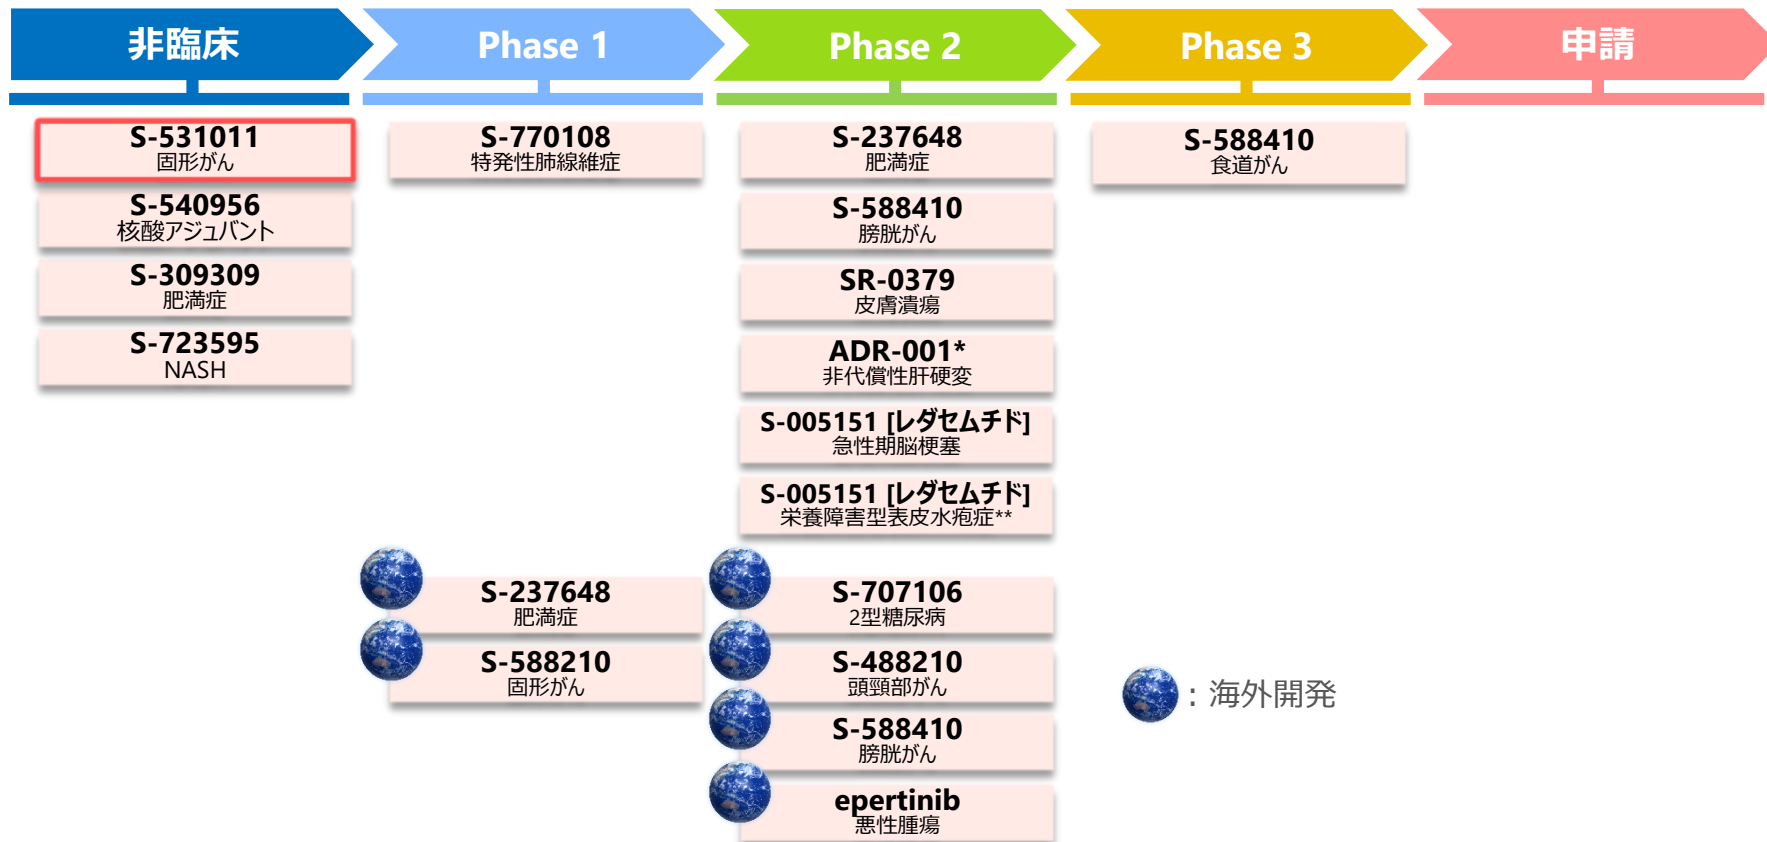 非臨床
Phase 1
Phase 2
Phase 3
申請
S-531011
固形がん
S-540956
核酸アジュバント
S-309309
肥満症
S-723595
NASH
S-770108
特発性肺線維症
S-237648
肥満症
S-588410
膀胱がん
SR-0379
皮膚潰瘍
ADR-001*
非代償性肝硬変
S-005151 [レダセムチド]
急性期脳梗塞
S-005151 [レダセムチド]
栄養障害型表皮水疱症**
S-588410
食道がん
S-237648
肥満症
S-588210
固形がん
S-707106
2型糖尿病
S-488210
頭頸部がん
S-588410
膀胱がん
epertinib
悪性腫瘍
：海外開発